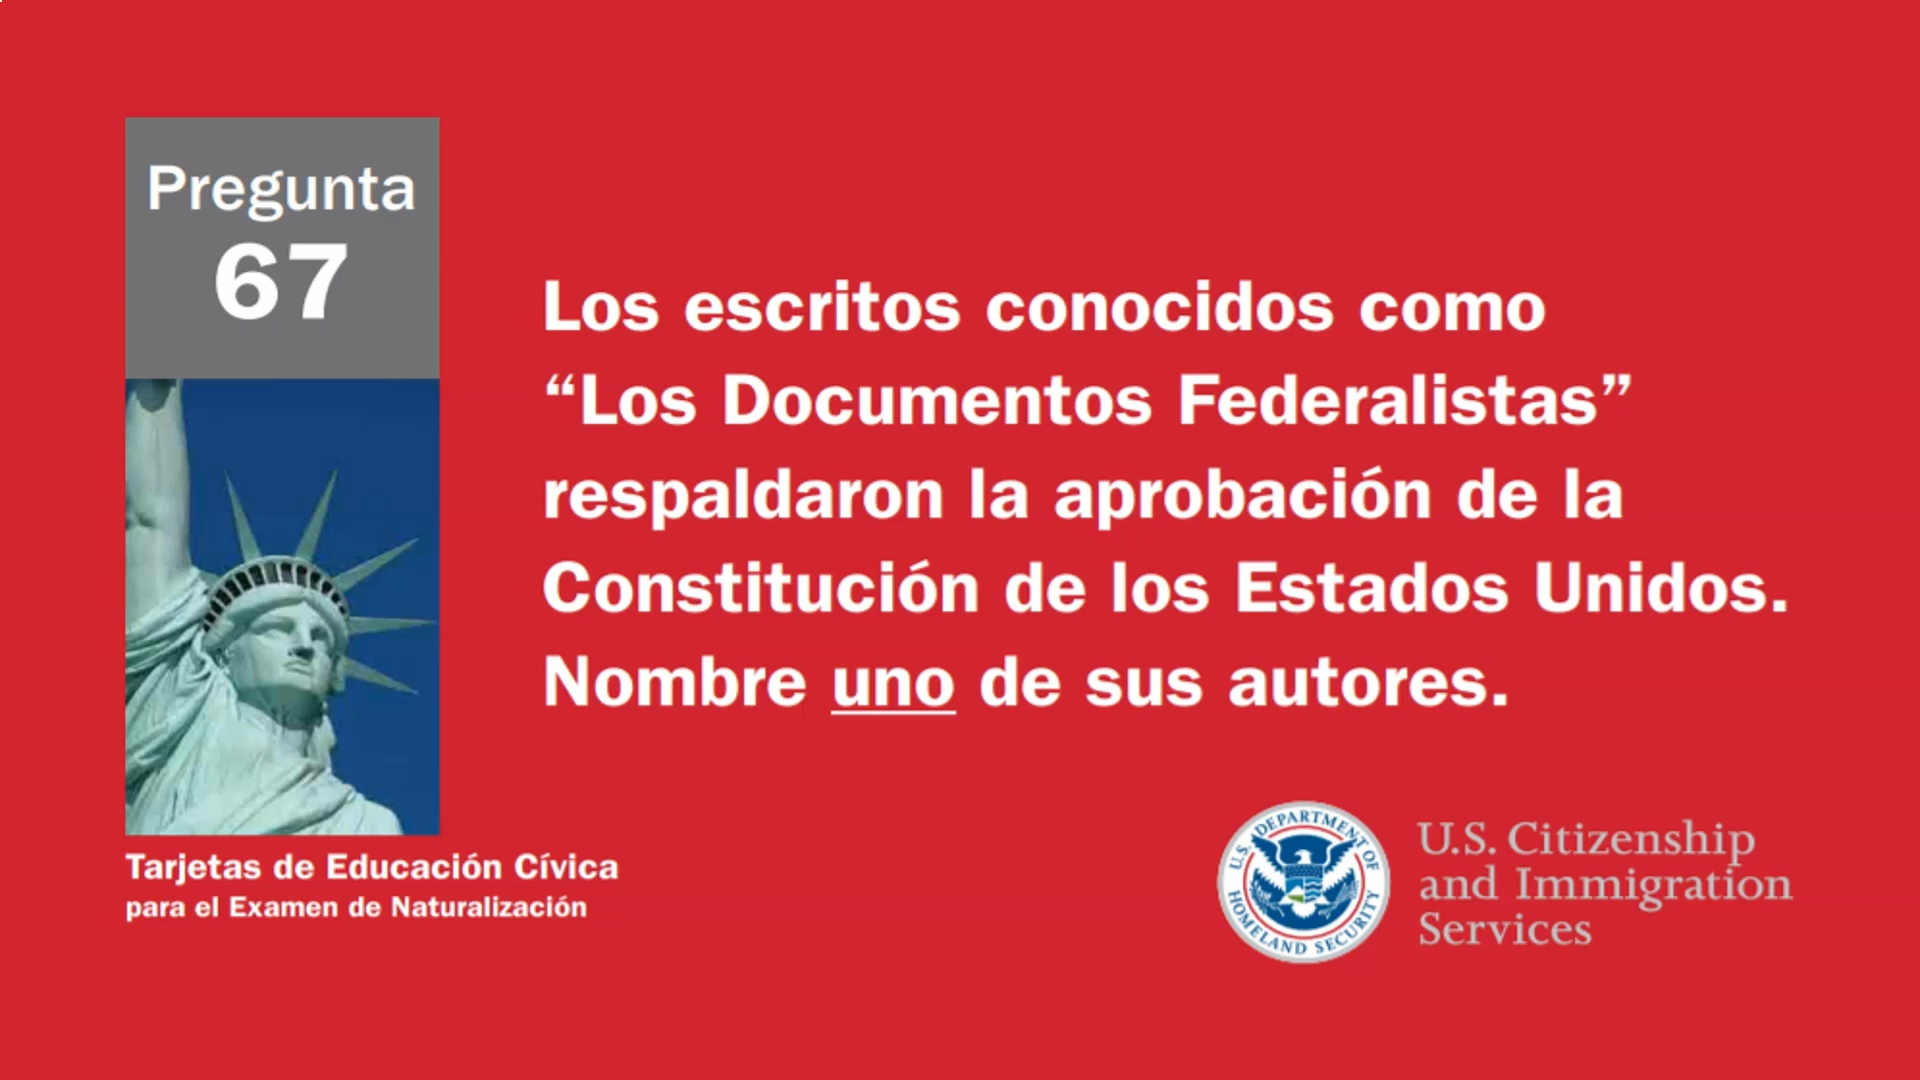 Pregunta
67
Los escritos conocidos como
“Los Documentos Federalistas”
respaldaron la aprobación de la
Constitución de los Estados Unidos.
Nombre uno de sus autores.
Tarjetas de Educación Cívica
para el Examen de Naturalización
U.S. DEPARTMENT OF
HOMELAND SECURITY
U.S. Citizenship
and Immigration
Services